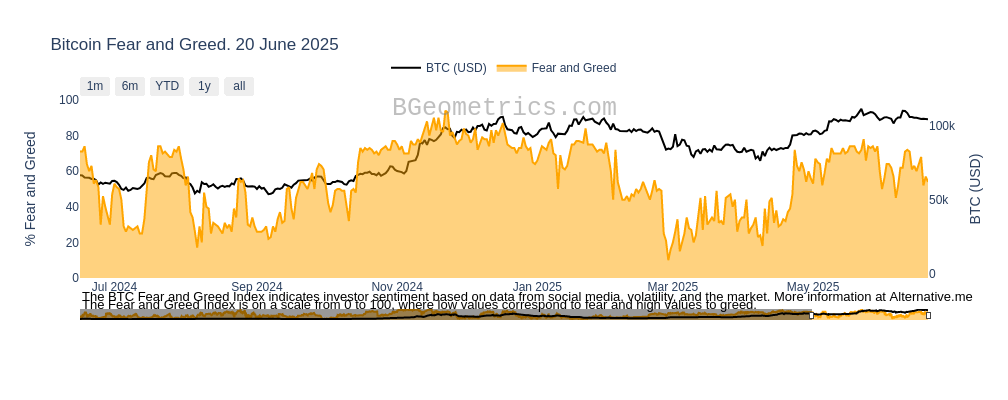 Bitcoin Fear and Greed. 20 June 2025
BTC (USD) Fear and Greed
1m 6m YTD 1y all
BGeometrics.com
100
80
60
40
20
0
% Fear and Greed
100k
50k
0
BTC (USD)
Jul 2024 Sep 2024 Nov 2024 Jan 2025 Mar 2025 May 2025
The BTC Fear and Greed Index indicates investor sentiment based on data from social media, volatility, and the market. More information at Alternative.me
The Fear and Greed Index is on a scale from 0 to 100, where low values correspond to fear and high values to greed.